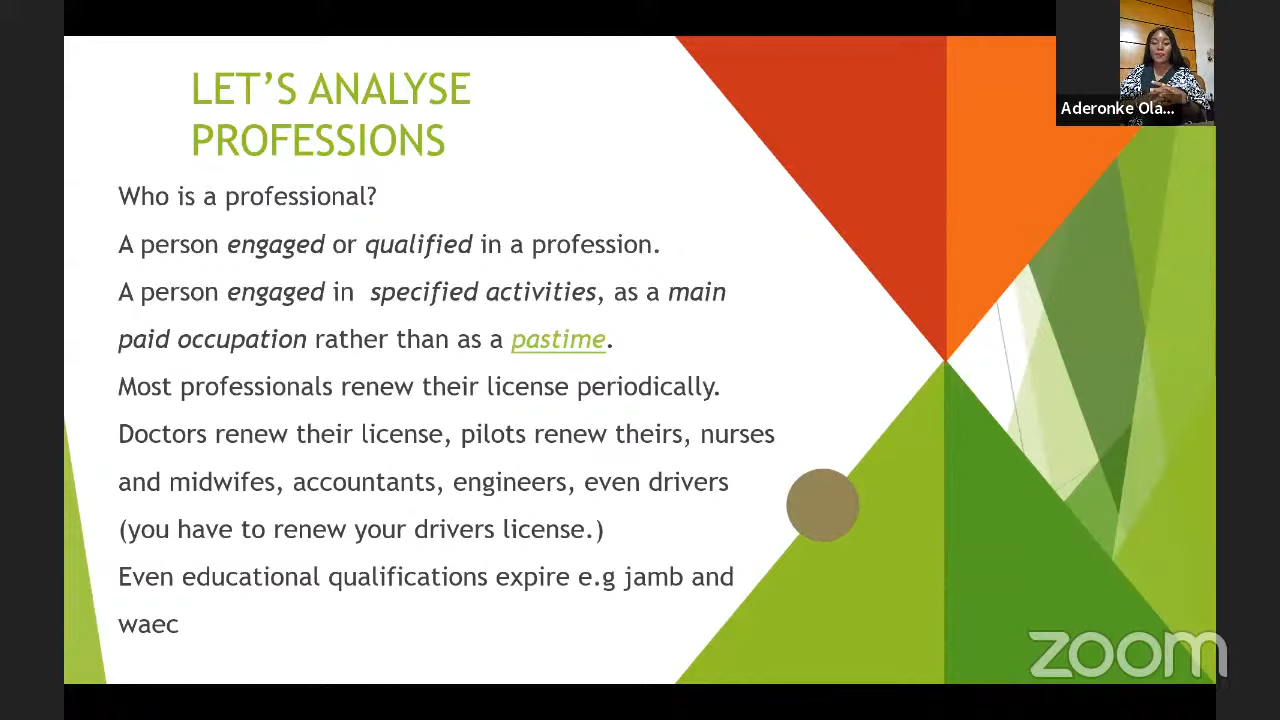 LET'S ANALYSE
PROFESSIONS
Who is a professional?
A person engaged or qualified in a profession.
A person engaged in specified activities, as a main
paid occupation rather than as a pastime.
Most professionals renew their license periodically.
Doctors renew their license, pilots renew theirs, nurses
and midwifes, accountants, engineers, even drivers
(you have to renew your drivers license.)
Even educational qualifications expire e.g jamb and
waec
Aderonke Ola...
zoom